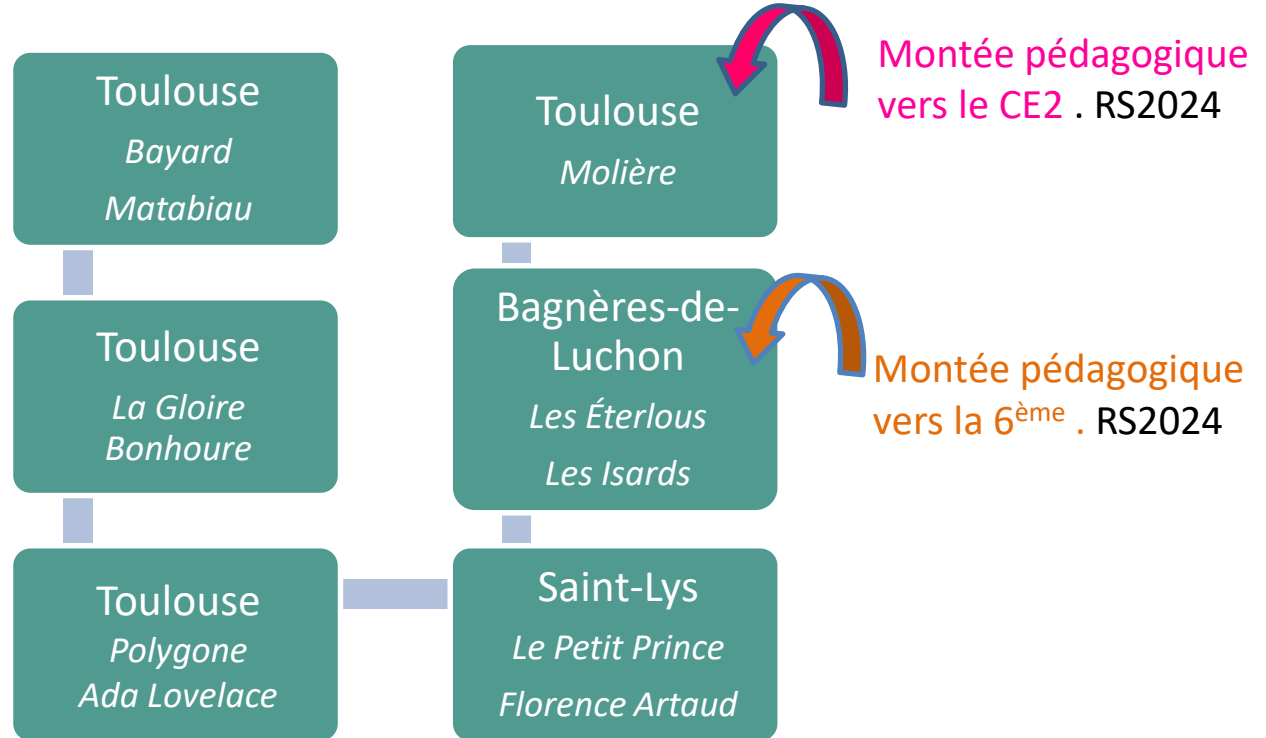 Toulouse
Bayard
Matabiau
Toulouse
La Gloire
Bonhoure
Toulouse
Polygone
Ada Lovelace
Saint-Lys
Le Petit Prince
Florence Artaud
Bagnères-de-
Luchon
Les Éterlous
Les Isards
Toulouse
Molière
Montée pédagogique
vers le CE2 . RS2024
Montée pédagogique
vers la 6ème . RS2024